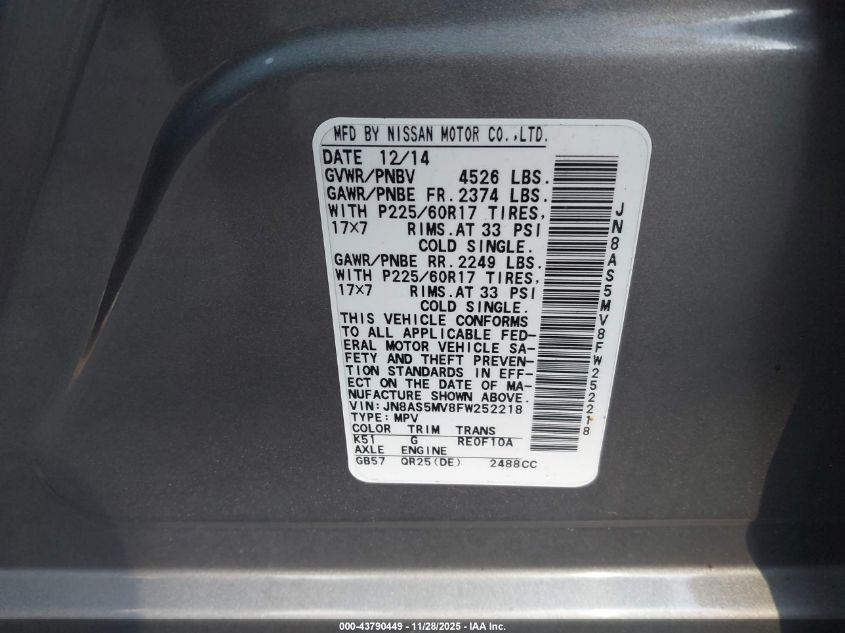 MFD BY NISSAN MOTOR CO.,LTD.
DATE 12/14
GVWR/PNBV 4526 LBS.
GAWR/PNBE FR. 2374 LBS.
WITH P225/60R17 TIRES,
17×7 RIMS.AT 33 PSI
COLD SINGLE.
GAWR/PNBE RR. 2249 LBS.
WITH P225/60R17 TIRES,
17×7 RIMS.AT 33 PSI
COLD SINGLE.
THIS VEHICLE CONFORMS
TO ALL APPLICABLE FED-
ERAL MOTOR VEHICLE SA-
FETY AND THEFT PREVEN-
TION STANDARDS IN EFF-
ECT ON THE DATE OF MA-
NUFACTURE SHOWN ABOVE.
VIN:JN8AS5MV8FW252218
TYPE:MPV
COLOR TRIM TRANS
K51 G RE0F10A
AXLE ENGINE
GB57 QR25(DE) 2488CC
JN8AS5MV8FW252218
000-43790449 - 11/28/2025 - IAA Inc.